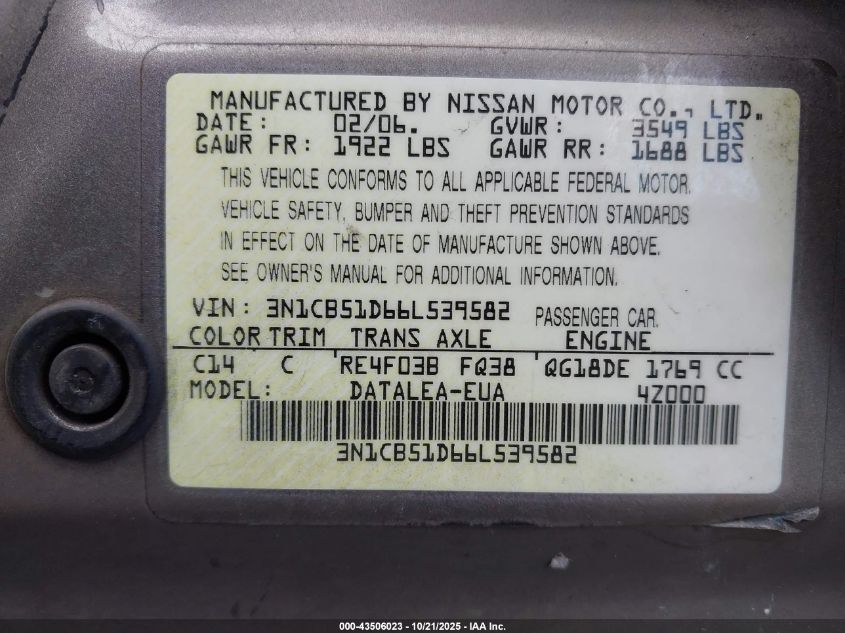 MANUFACTURED BY NISSAN MOTOR CO., LTD.
DATE: 02/06. GVWR: 3549 LBS
GAWR FR: 1922 LBS GAWR RR: 1688 LBS
THIS VEHICLE CONFORMS TO ALL APPLICABLE FEDERAL MOTOR.
VEHICLE SAFETY, BUMPER AND THEFT PREVENTION STANDARDS
IN EFFECT ON THE DATE OF MANUFACTURE SHOWN ABOVE.
SEE OWNER'S MANUAL FOR ADDITIONAL INFORMATION.
VIN: 3N1CB51D66L539582 PASSENGER CAR.
COLOR TRIM TRANS AXLE ENGINE
C14 C RE4F03B FQ38 QG18DE 1769 CC
MODEL: DATALEA-EUA 4Z000
3N1CB51D66L539582
000-43506023 - 10/21/2025 - IAA Inc.